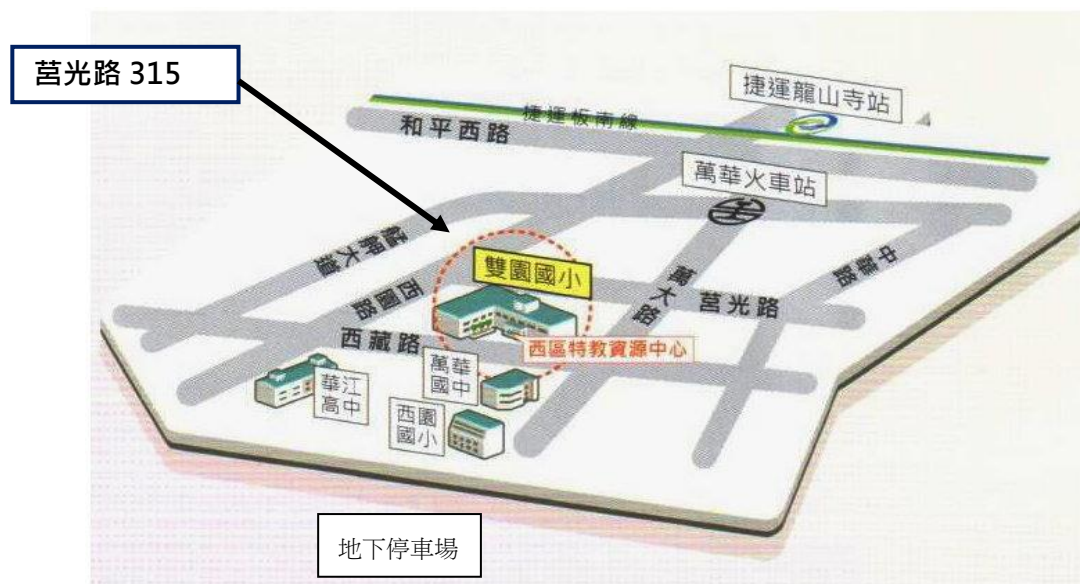 莒光路 315
捷運龍山寺站
捷運板南線
和平西路
萬華火車站
艋舺大道
西園路
雙園國小
萬大路
莒光路
中華路
西藏路
西區特教資源中心
華江
高中
萬華
國中
西園
國小
地下停車場